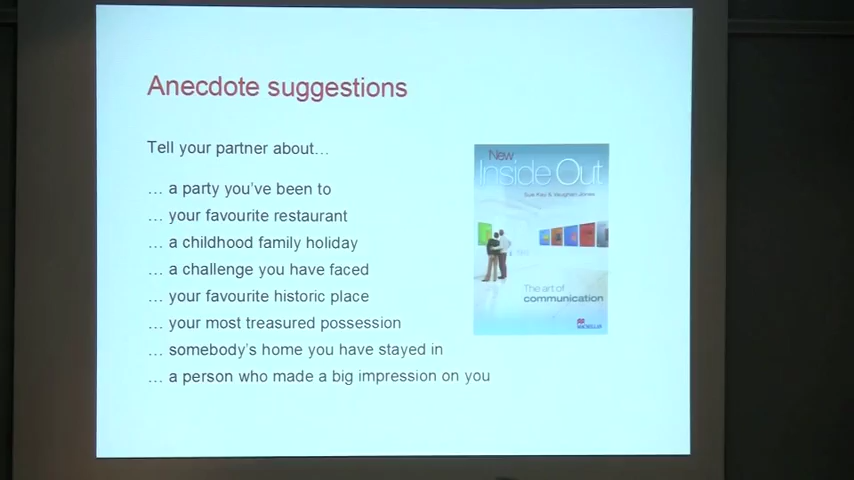 Anecdote suggestions
Tell your partner about…
… a party you've been to
… your favourite restaurant
… a childhood family holiday
… a challenge you have faced
… your favourite historic place
… your most treasured possession
… somebody's home you have stayed in
… a person who made a big impression on you
New
Inside Out
Sue Kay & Vaughan Jones
The art of
communication
MACMILLAN